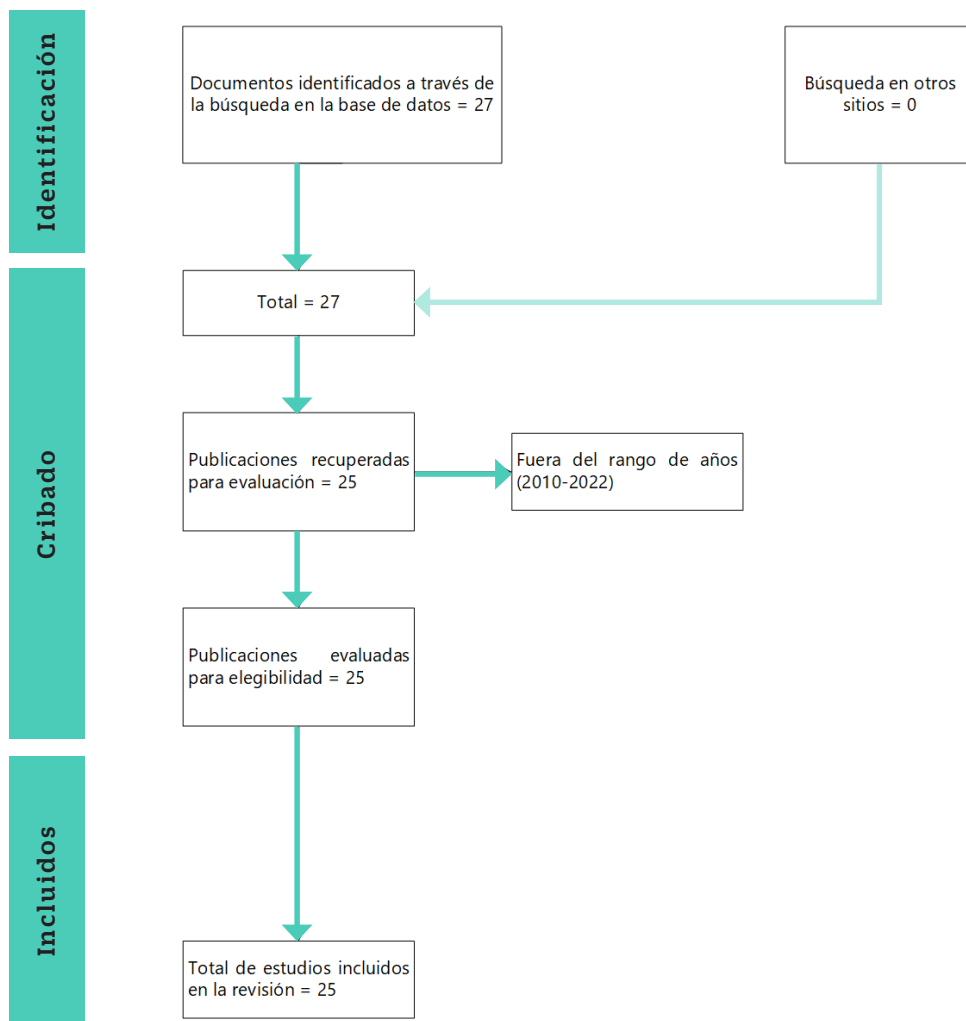 Identificación
Documentos identificados a través de
la búsqueda en la base de datos = 27
Búsqueda en otros
sitios = 0
Cribado
Total = 27
Publicaciones recuperadas
para evaluación = 25
Fuera del rango de años
(2010-2022)
Publicaciones evaluadas
para elegibilidad = 25
Incluidos
Total de estudios incluidos
en la revisión = 25